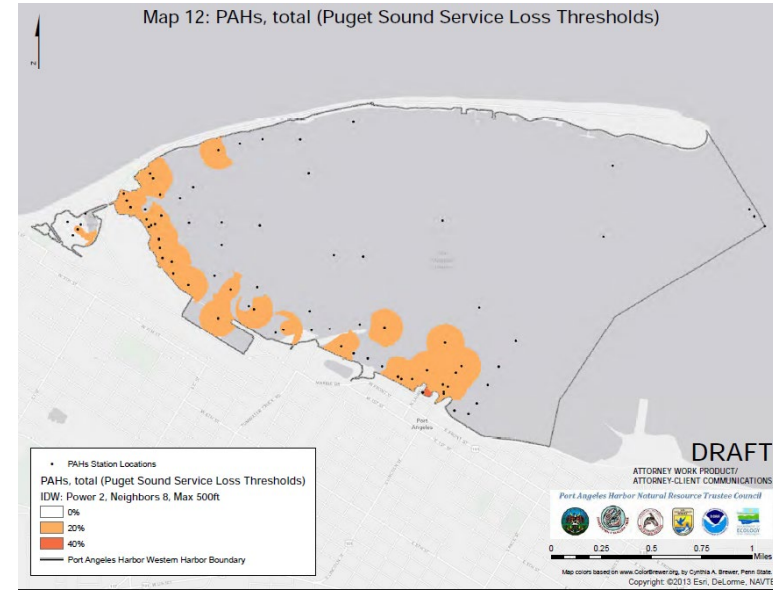 Map 12: PAHs, total (Puget Sound Service Loss Thresholds)
N
Port
Angeles
DRAFT
ATTORNEY WORK PRODUCT/
ATTORNEY-CLIENT COMMUNICATIONS
Port Angeles Harbor Natural Resource Trustee Council
ECOLOGY
• PAHs Station Locations
PAHs, total (Puget Sound Service Loss Thresholds)
IDW: Power 2, Neighbors 8, Max 500ft
0%
20%
40%
Port Angeles Harbor Western Harbor Boundary
0 0.25 0.5 0.75 1
Miles
Map colors based on www.ColorBrewer.org, by Cynthia A. Brewer, Penn State.
Copyright: ©2013 Esri, DeLorme, NAVTE